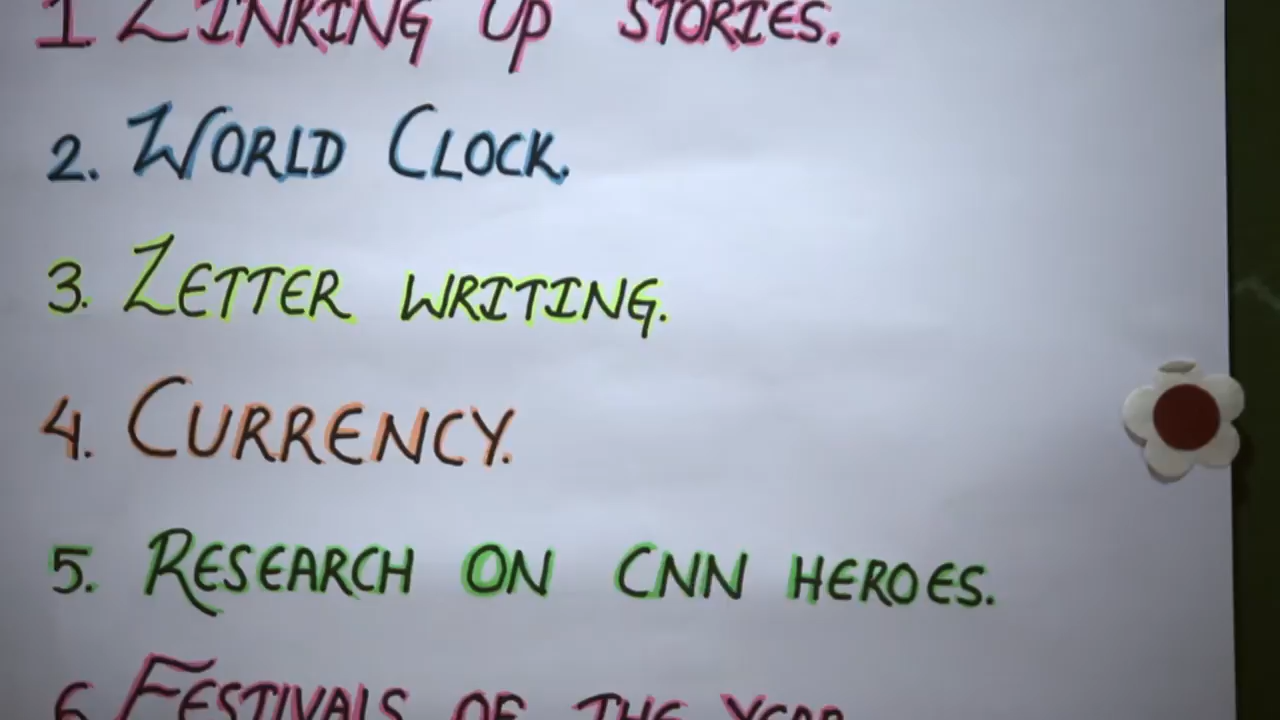 1 LINKING UP STORIES.
2. WORLD CLOCK.
3. LETTER WRITING.
4. CURRENCY.
5. RESEARCH ON CNN HEROES.
6 FESTIVALS OF THE YEAR